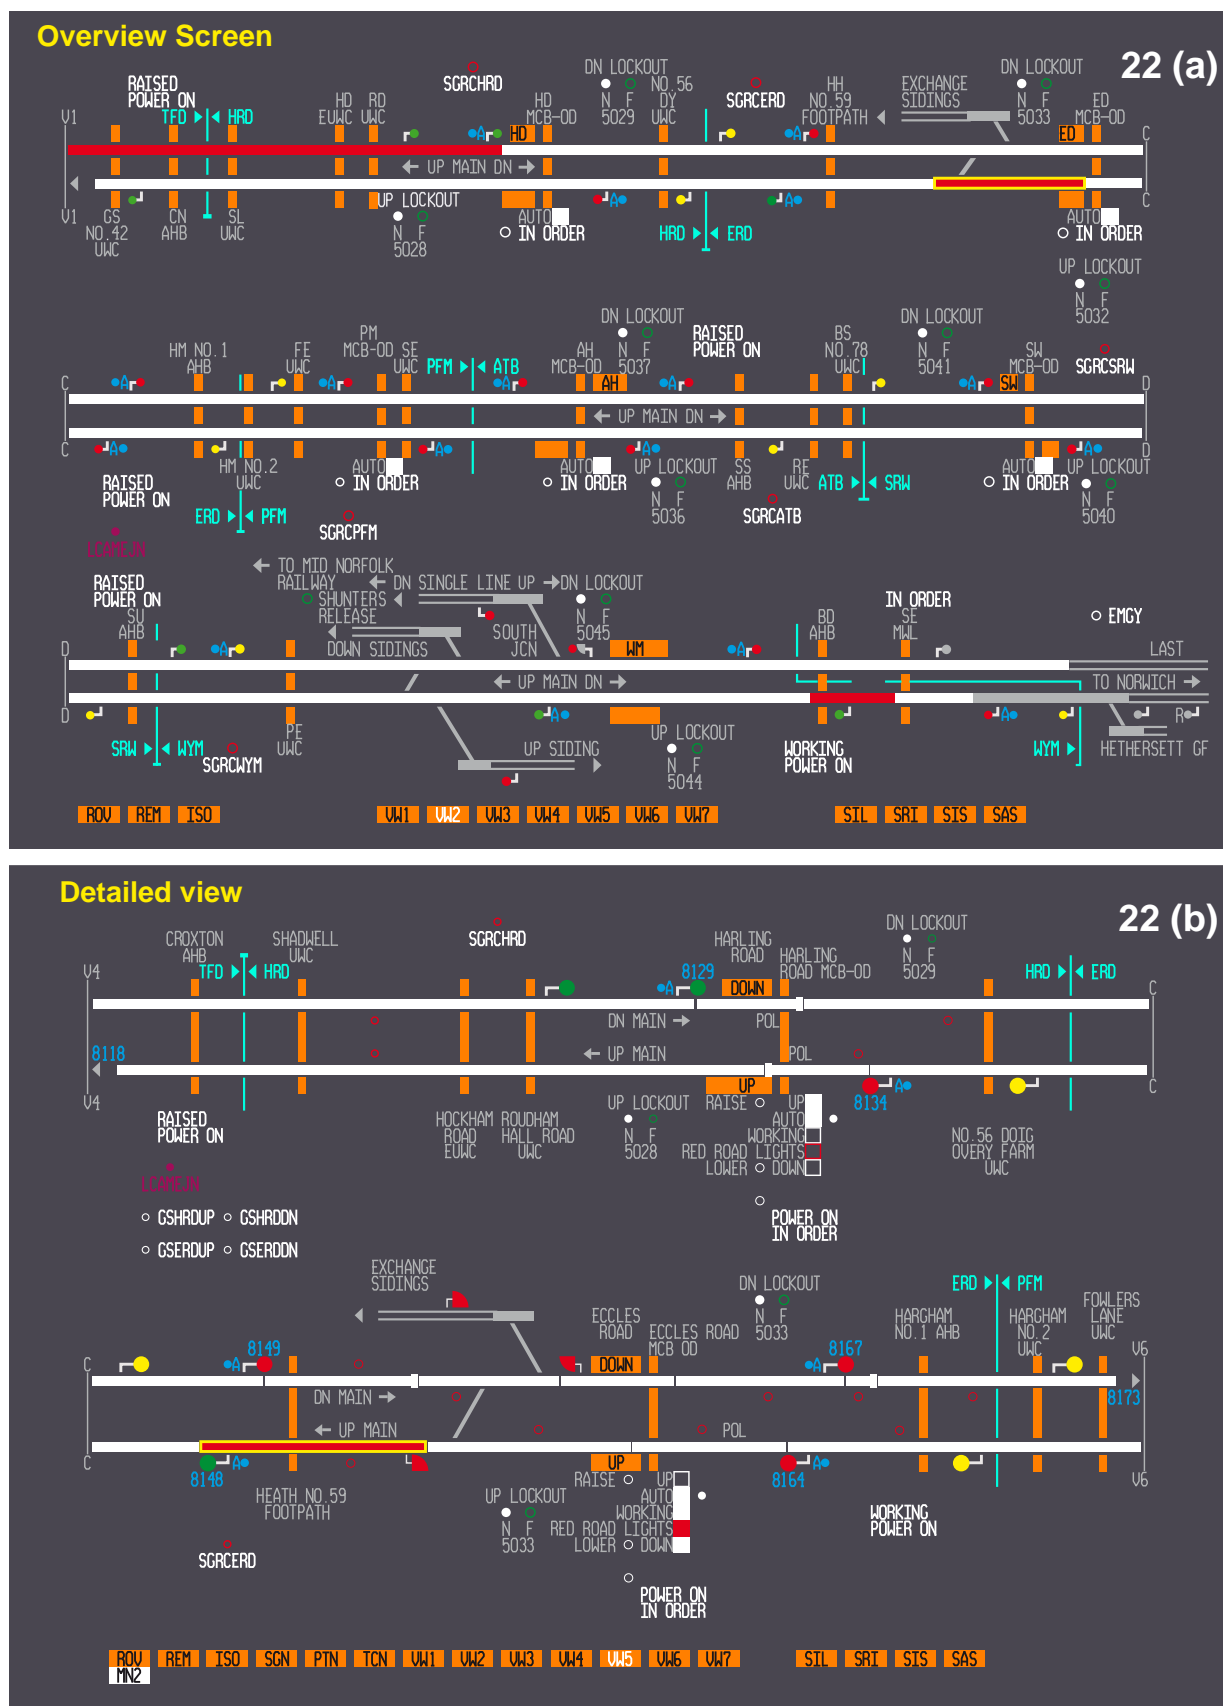 Overview Screen
22 (a)
RAISED
POWER ON
SGRCHRD
DN LOCKOUT
N F
5029
NO.56
DY
UWC
SGRCERD
HH
NO.59
FOOTPATH
EXCHANGE
SIDINGS
DN LOCKOUT
N F
5033
ED
MCB-OD
V1
TFD HRD
HD
EUWC
RD
UWC
HD
MCB-OD
A
A
HD
A
ED
C
UP MAIN DN
V1
GS
NO.42
UWC
CN
AHB
SL
UWC
UP LOCKOUT
N F
5028
AUTO
IN ORDER
A
HRD ERD
A
AUTO
IN ORDER
C
UP LOCKOUT
N F
5032
HM NO.1
AHB
FE
UWC
PM
MCB-OD
SE
UWC
PFM ATB
AH
MCB-OD
DN LOCKOUT
N F
5037
RAISED
POWER ON
BS
NO.78
UWC
DN LOCKOUT
N F
5041
SW
MCB-OD
SGRCSRW
C
A
A
A
AH
A
A
SW
D
UP MAIN DN
C
A
A
A
A
D
RAISED
POWER ON
HM NO.2
UWC
AUTO
IN ORDER
AUTO
IN ORDER
UP LOCKOUT
N F
5036
SS
AHB
RE
UWC
ATB SRW
AUTO
IN ORDER
UP LOCKOUT
N F
5040
ERD PFM
SGRCPFM
SGRCATB
LCAMEJN
RAISED
POWER ON
TO MID NORFOLK
RAILWAY
SHUNTERS
RELEASE
DN SINGLE LINE UP
DN LOCKOUT
N F
5045
IN ORDER
EMGY
SU
AHB
DOWN SIDINGS
SOUTH
JCN
BD
AHB
SE
MWL
LAST
D
A
WM
A
UP MAIN DN
TO NORWICH
D
A
A
R
SRW WYM
SGRCWYM
PE
UWC
UP SIDING
UP LOCKOUT
N F
5044
WORKING
POWER ON
WYM
HETHERSETT GF
ROV REM ISO VW1 VW2 VW3 VW4 VW5 VW6 VW7 SIL SRI SIS SAS
Detailed view
22 (b)
CROXTON
AHB
SHADWELL
UWC
SGRCHRD
HARLING
ROAD
HARLING
ROAD MCB-OD
DN LOCKOUT
N F
5029
V4
TFD HRD
8129
A
DOWN
HRD ERD
C
DN MAIN
POL
8118
UP MAIN
POL
V4
UP
8134
A
C
RAISED
POWER ON
HOCKHAM
ROAD
EUWC
ROUDHAM
HALL ROAD
UWC
UP LOCKOUT
N F
5028
RAISE UP
AUTO
WORKING
RED ROAD LIGHTS
LOWER DOWN
NO.56 DOIG
OVERY FARM
UWC
LCAMEJN
GSHRDUP GSHRDDN
GSERDUP GSERDDN
POWER ON
IN ORDER
EXCHANGE
SIDINGS
ECCLES
ROAD
ECCLES ROAD
MCB OD
DN LOCKOUT
N F
5033
HARGHAM
NO.1 AHB
ERD PFM
HARGHAM
NO.2
UWC
FOWLERS
LANE
UWC
C
A
8149
DOWN
A
8167
V6
DN MAIN
8173
UP MAIN
POL
C
8148
A
UP
8164
A
V6
HEATH NO.59
FOOTPATH
UP LOCKOUT
N F
5033
RAISE UP
AUTO
WORKING
RED ROAD LIGHTS
LOWER DOWN
WORKING
POWER ON
SGRCERD
POWER ON
IN ORDER
ROV REM ISO SGN PTN TCN VW1 VW2 VW3 VW4 VW5 VW6 VW7 SIL SRI SIS SAS
MN2